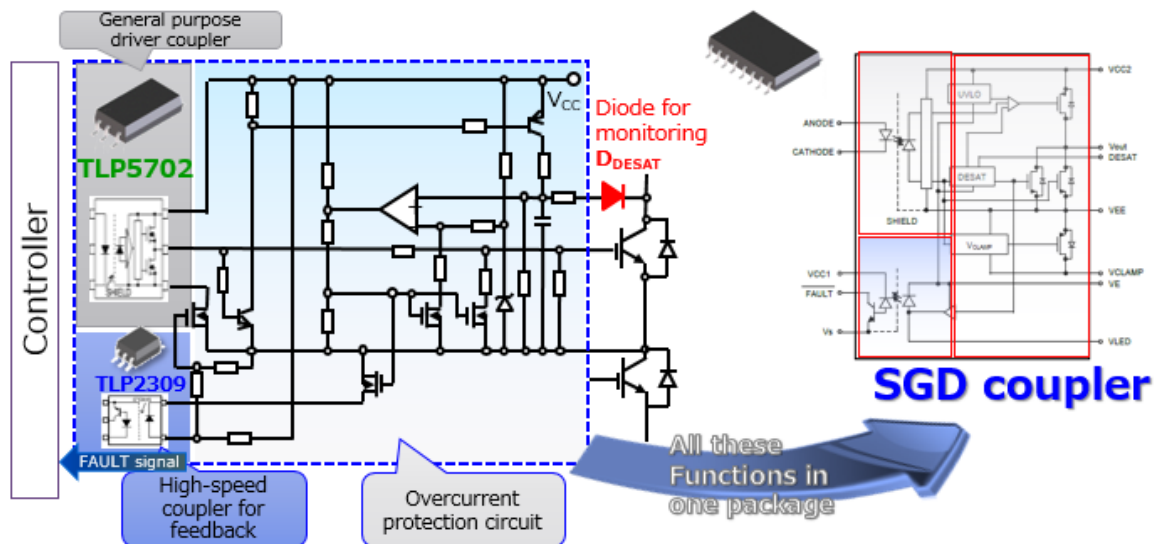 General purpose
driver coupler
Controller
TLP5702
SHIELD
TLP2309
FAULT signal
High-speed
coupler for
feedback
Overcurrent
protection circuit
VCC
Diode for
monitoring
DDESAT
All these
Functions in
one package
UVLO
VCC2
ANODE
CATHODE
Vout
DESAT
DESAT
SHIELD
VEE
VCLAMP
VCC1
VCLAMP
FAULT
VE
Vs
VLED
SGD coupler